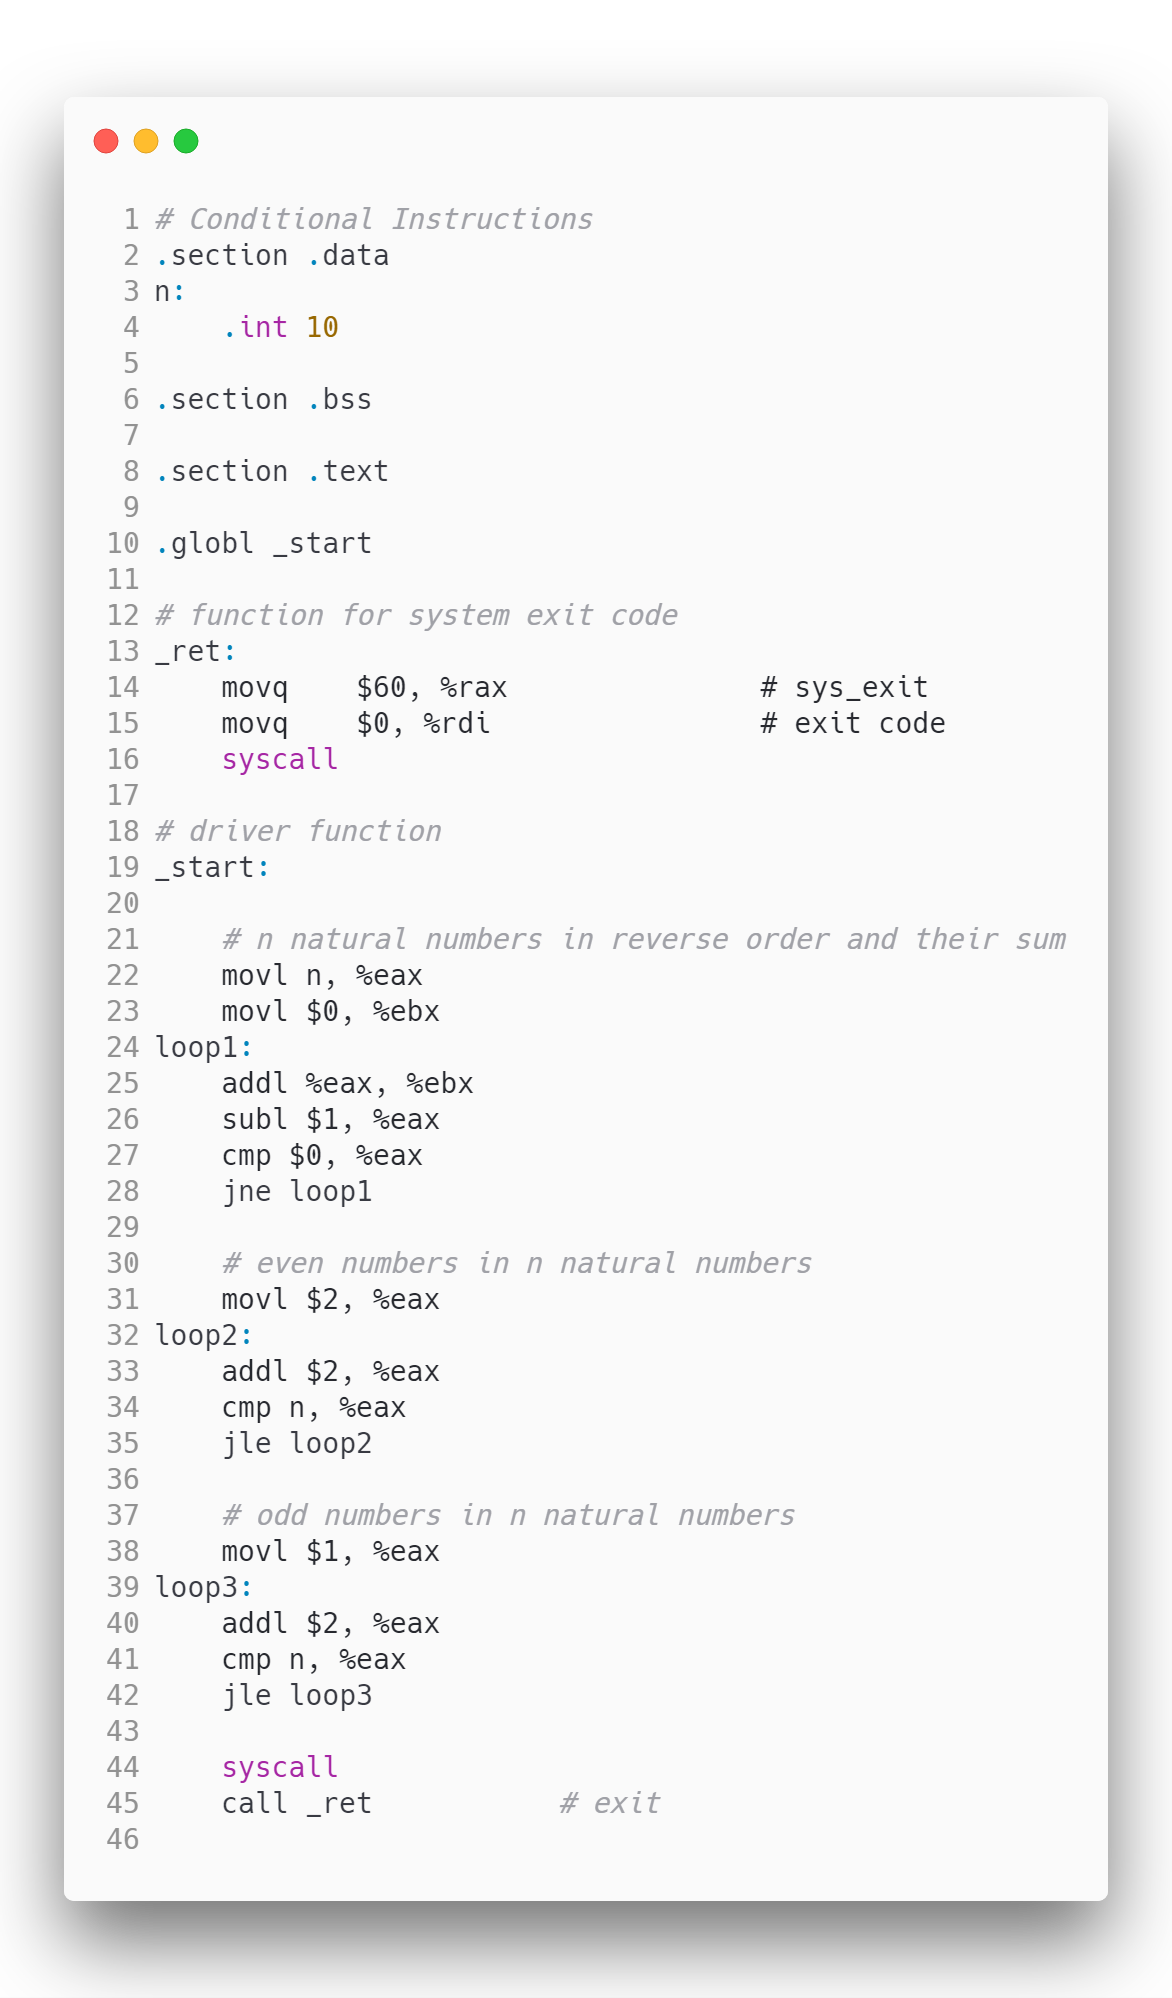 1 # Conditional Instructions
2 .section .data
3 n:
4     .int 10
5
6 .section .bss
7
8 .section .text
9
10 .globl _start
11
12 # function for system exit code
13 _ret:
14     movq    $60, %rax               # sys_exit
15     movq    $0, %rdi                # exit code
16     syscall
17
18 # driver function
19 _start:
20
21     # n natural numbers in reverse order and their sum
22     movl n, %eax
23     movl $0, %ebx
24 loop1:
25     addl %eax, %ebx
26     subl $1, %eax
27     cmp $0, %eax
28     jne loop1
29
30     # even numbers in n natural numbers
31     movl $2, %eax
32 loop2:
33     addl $2, %eax
34     cmp n, %eax
35     jle loop2
36
37     # odd numbers in n natural numbers
38     movl $1, %eax
39 loop3:
40     addl $2, %eax
41     cmp n, %eax
42     jle loop3
43
44     syscall
45     call _ret           # exit
46